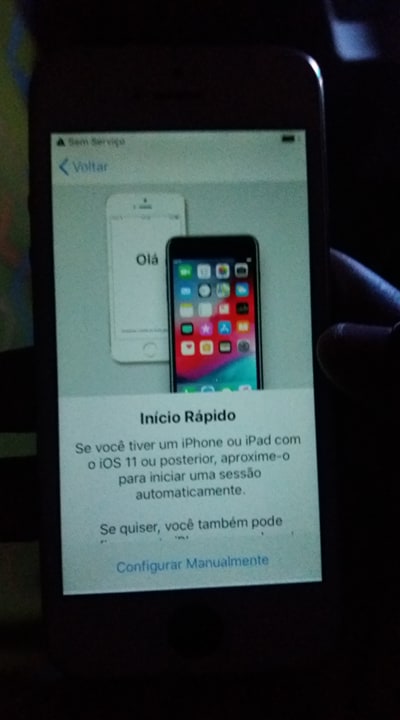 Sem Serviço
Voltar
Olá
Início Rápido
Se você tiver um iPhone ou iPad com
o iOS 11 ou posterior, aproxime-o
para iniciar uma sessão
automaticamente.
Se quiser, você também pode
Configurar Manualmente